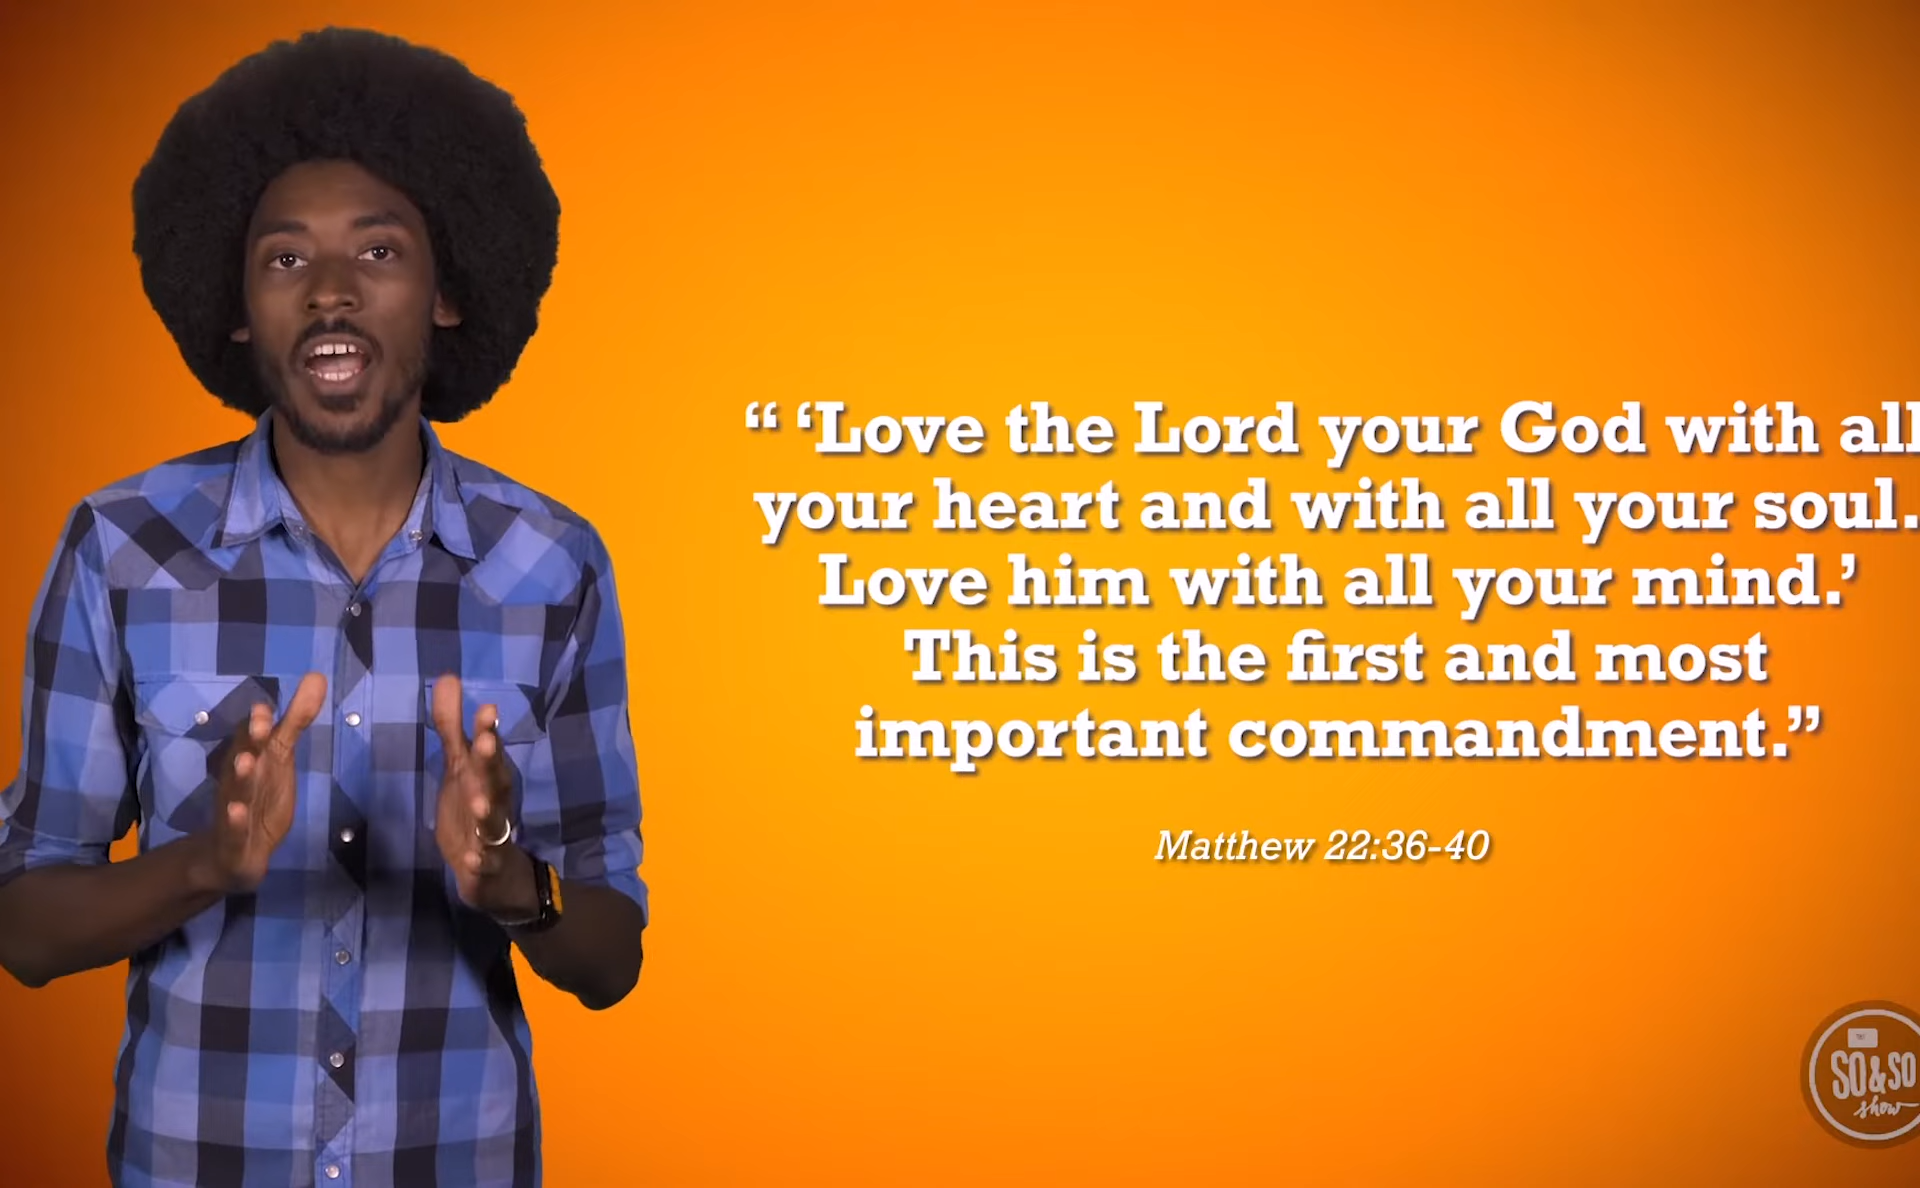 “ ‘Love the Lord your God with all
your heart and with all your soul.
Love him with all your mind.’
This is the first and most
important commandment.”
Matthew 22:36-40
SO & SO
show